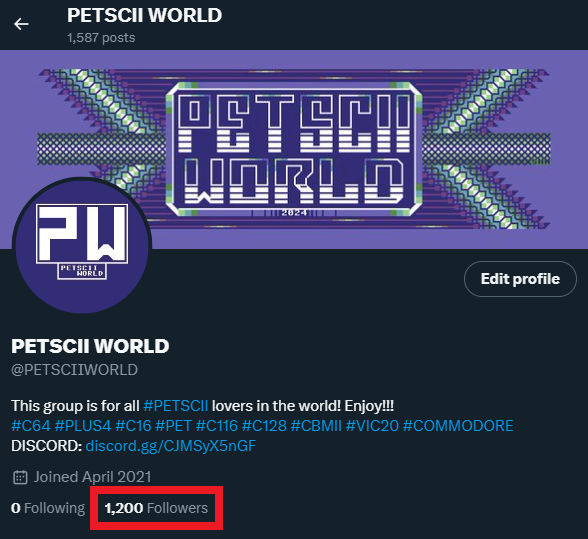 PETSCII WORLD
1,587 posts
PETSCII
WORLD
2024
PW
PETSCII
WORLD
Edit profile
PETSCII WORLD
@PETSCIIWORLD
This group is for all #PETSCII lovers in the world! Enjoy!!!
#C64 #PLUS4 #C16 #PET #C116 #C128 #CBMII #VIC20 #COMMODORE
DISCORD: discord.gg/CJMSyX5nGF
Joined April 2021
0 Following 1,200 Followers